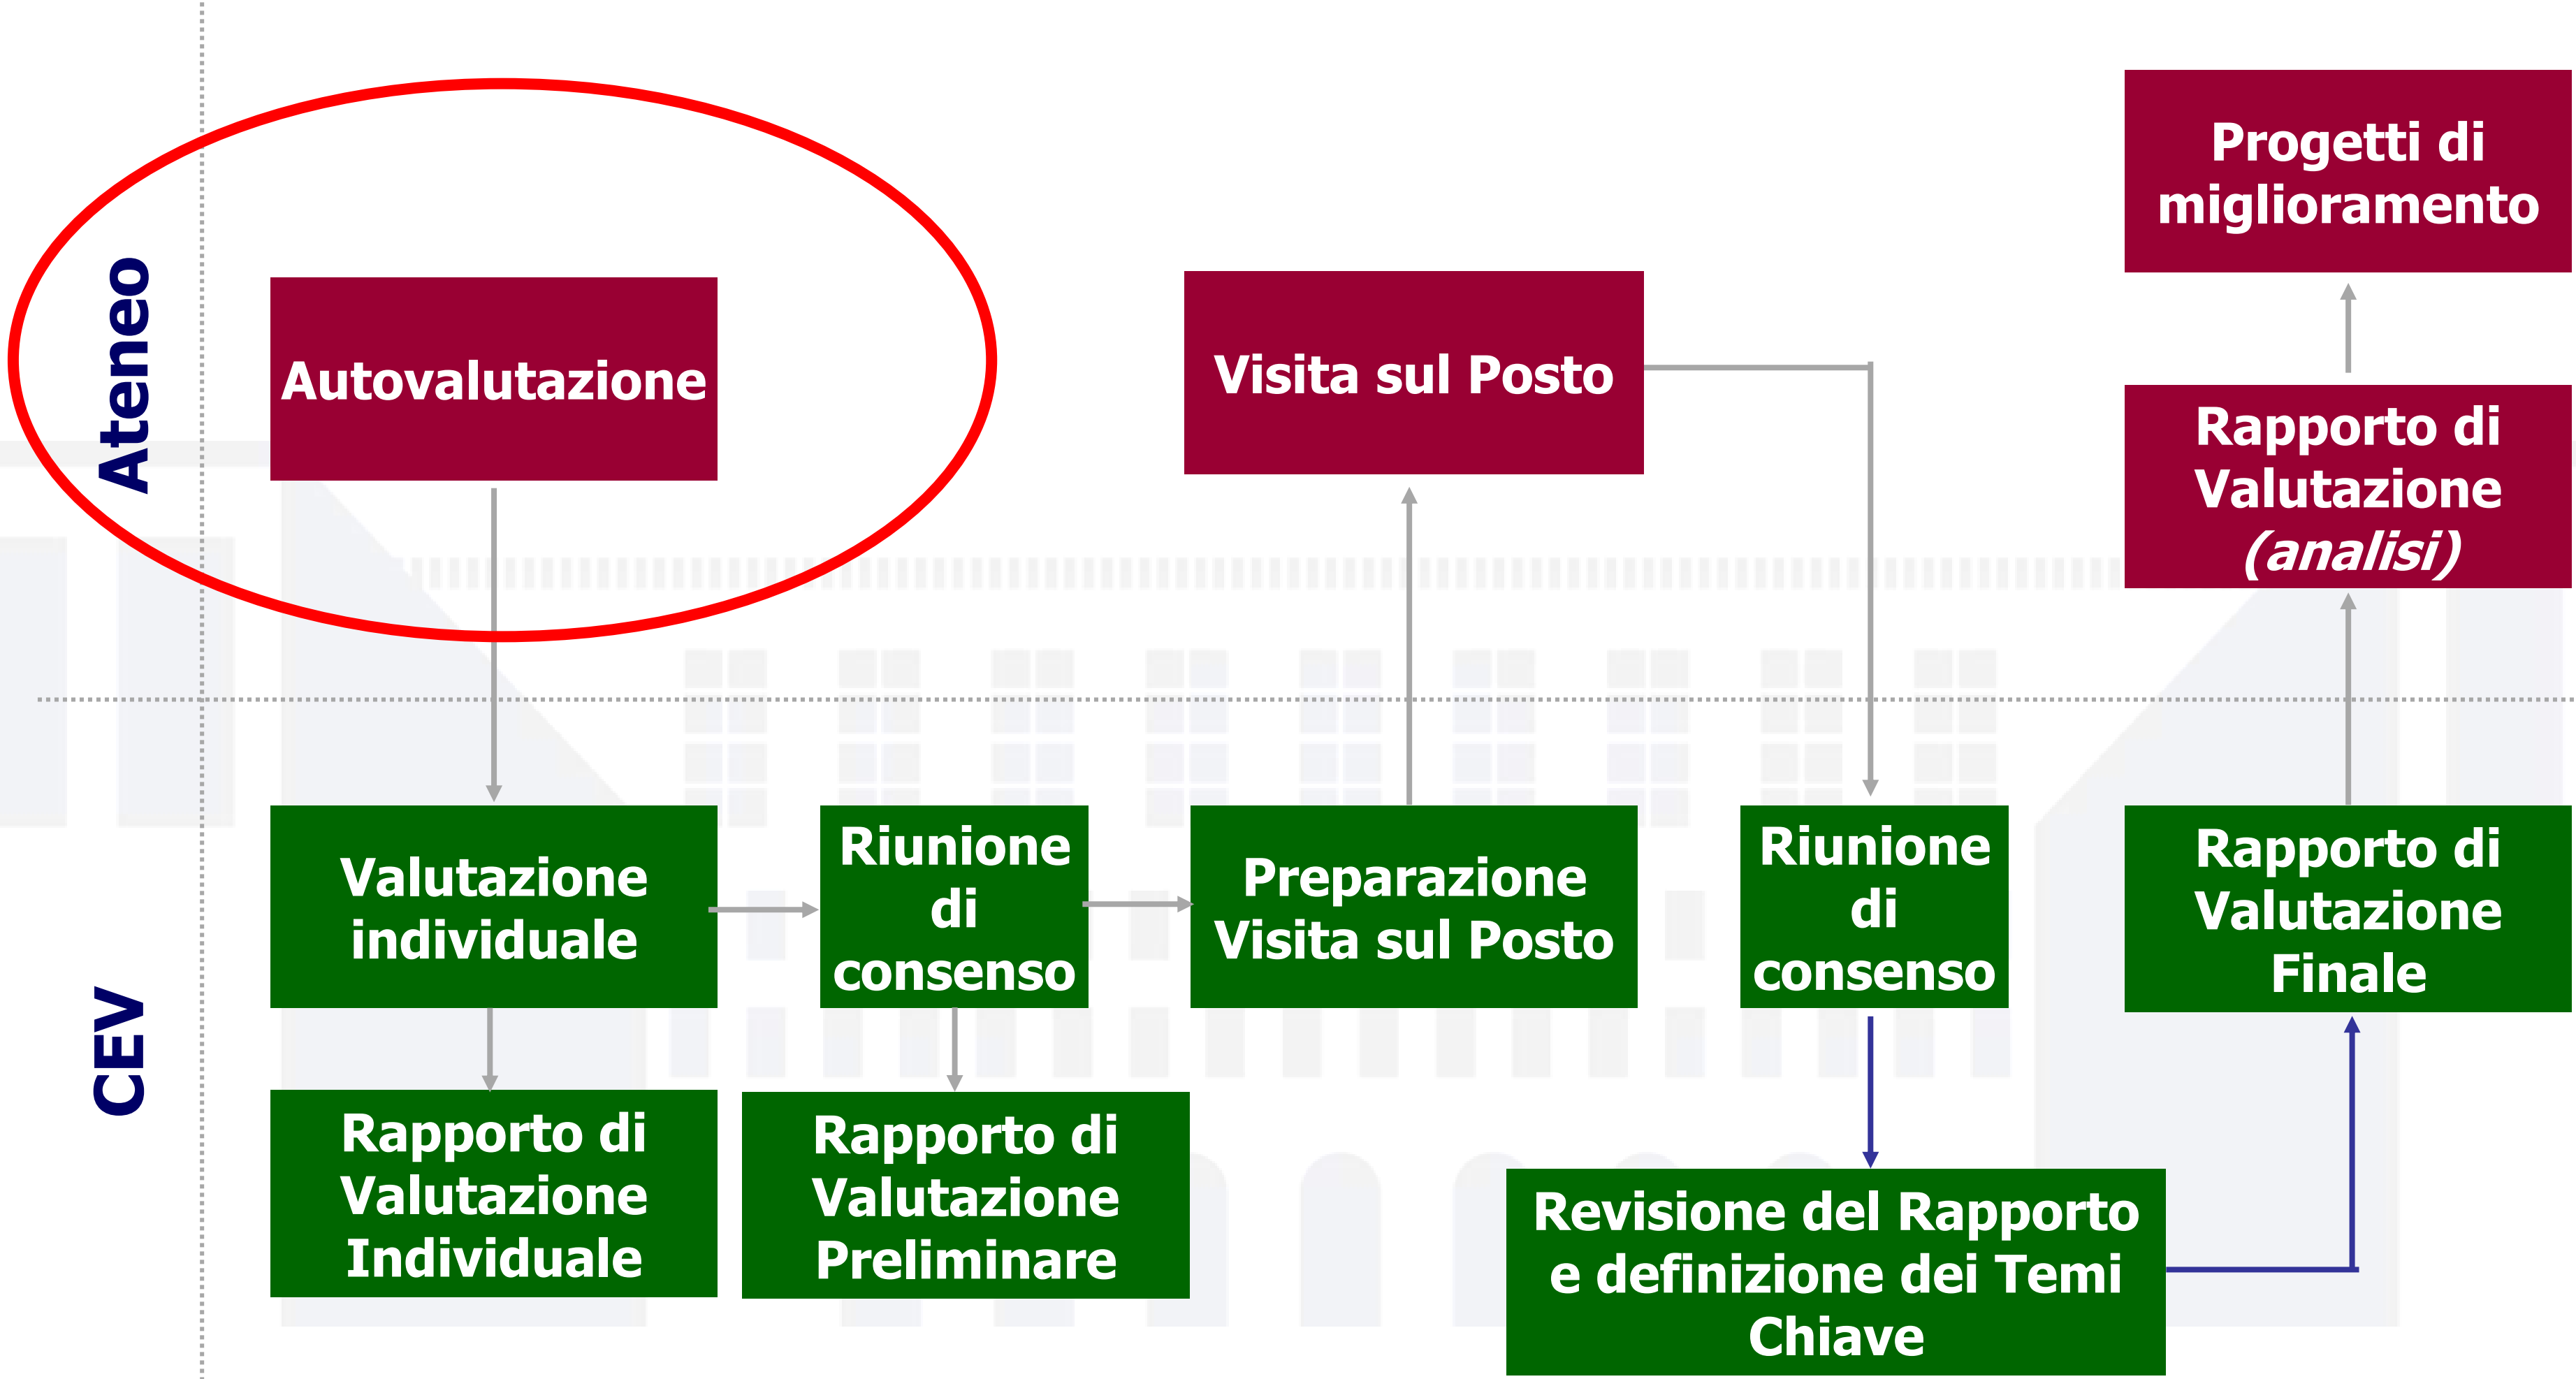 Ateneo
Autovalutazione
Visita sul Posto
Progetti di
miglioramento
Rapporto di
Valutazione
(analisi)
CEV
Valutazione
individuale
Riunione
di
consenso
Preparazione
Visita sul Posto
Riunione
di
consenso
Rapporto di
Valutazione
Finale
Rapporto di
Valutazione
Individuale
Rapporto di
Valutazione
Preliminare
Revisione del Rapporto
e definizione dei Temi
Chiave